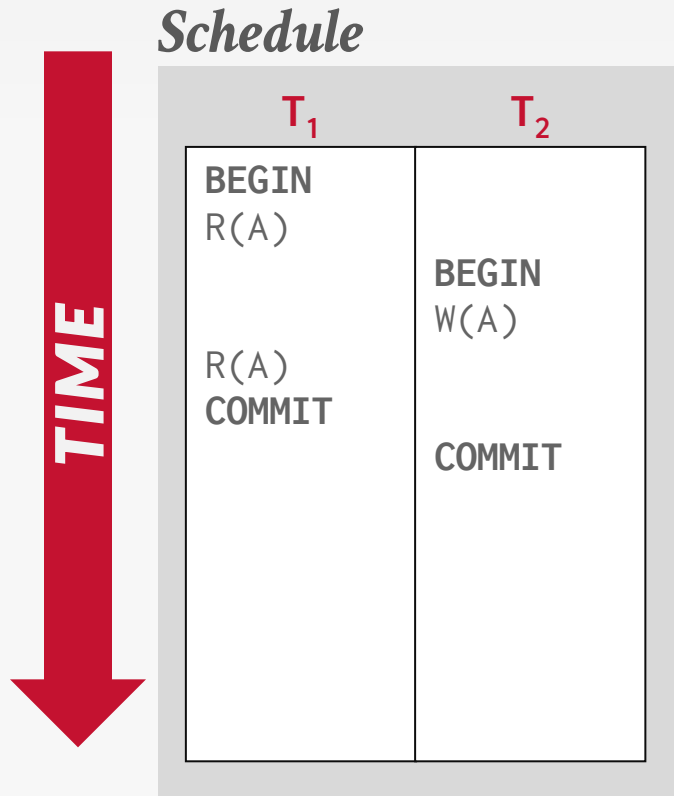 Schedule
TIME
T₁ T₂
BEGIN
R(A)
BEGIN
W(A)
R(A)
COMMIT
COMMIT